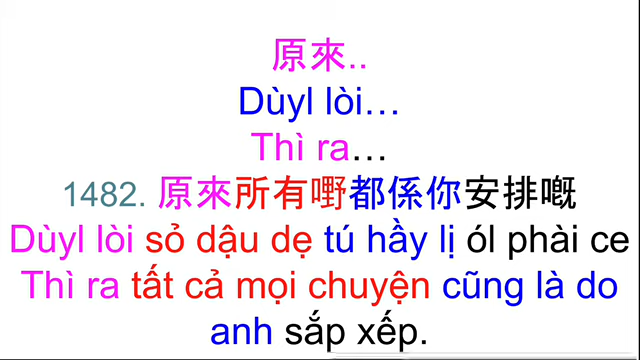 原來..
Dùyl lòi…
Thì ra…
1482. 原來所有嘢都係你安排嘅
Dùyl lòi sỏ dậu dẹ tú hầy lị ól phài ce
Thì ra tất cả mọi chuyện cũng là do
anh sắp xếp.